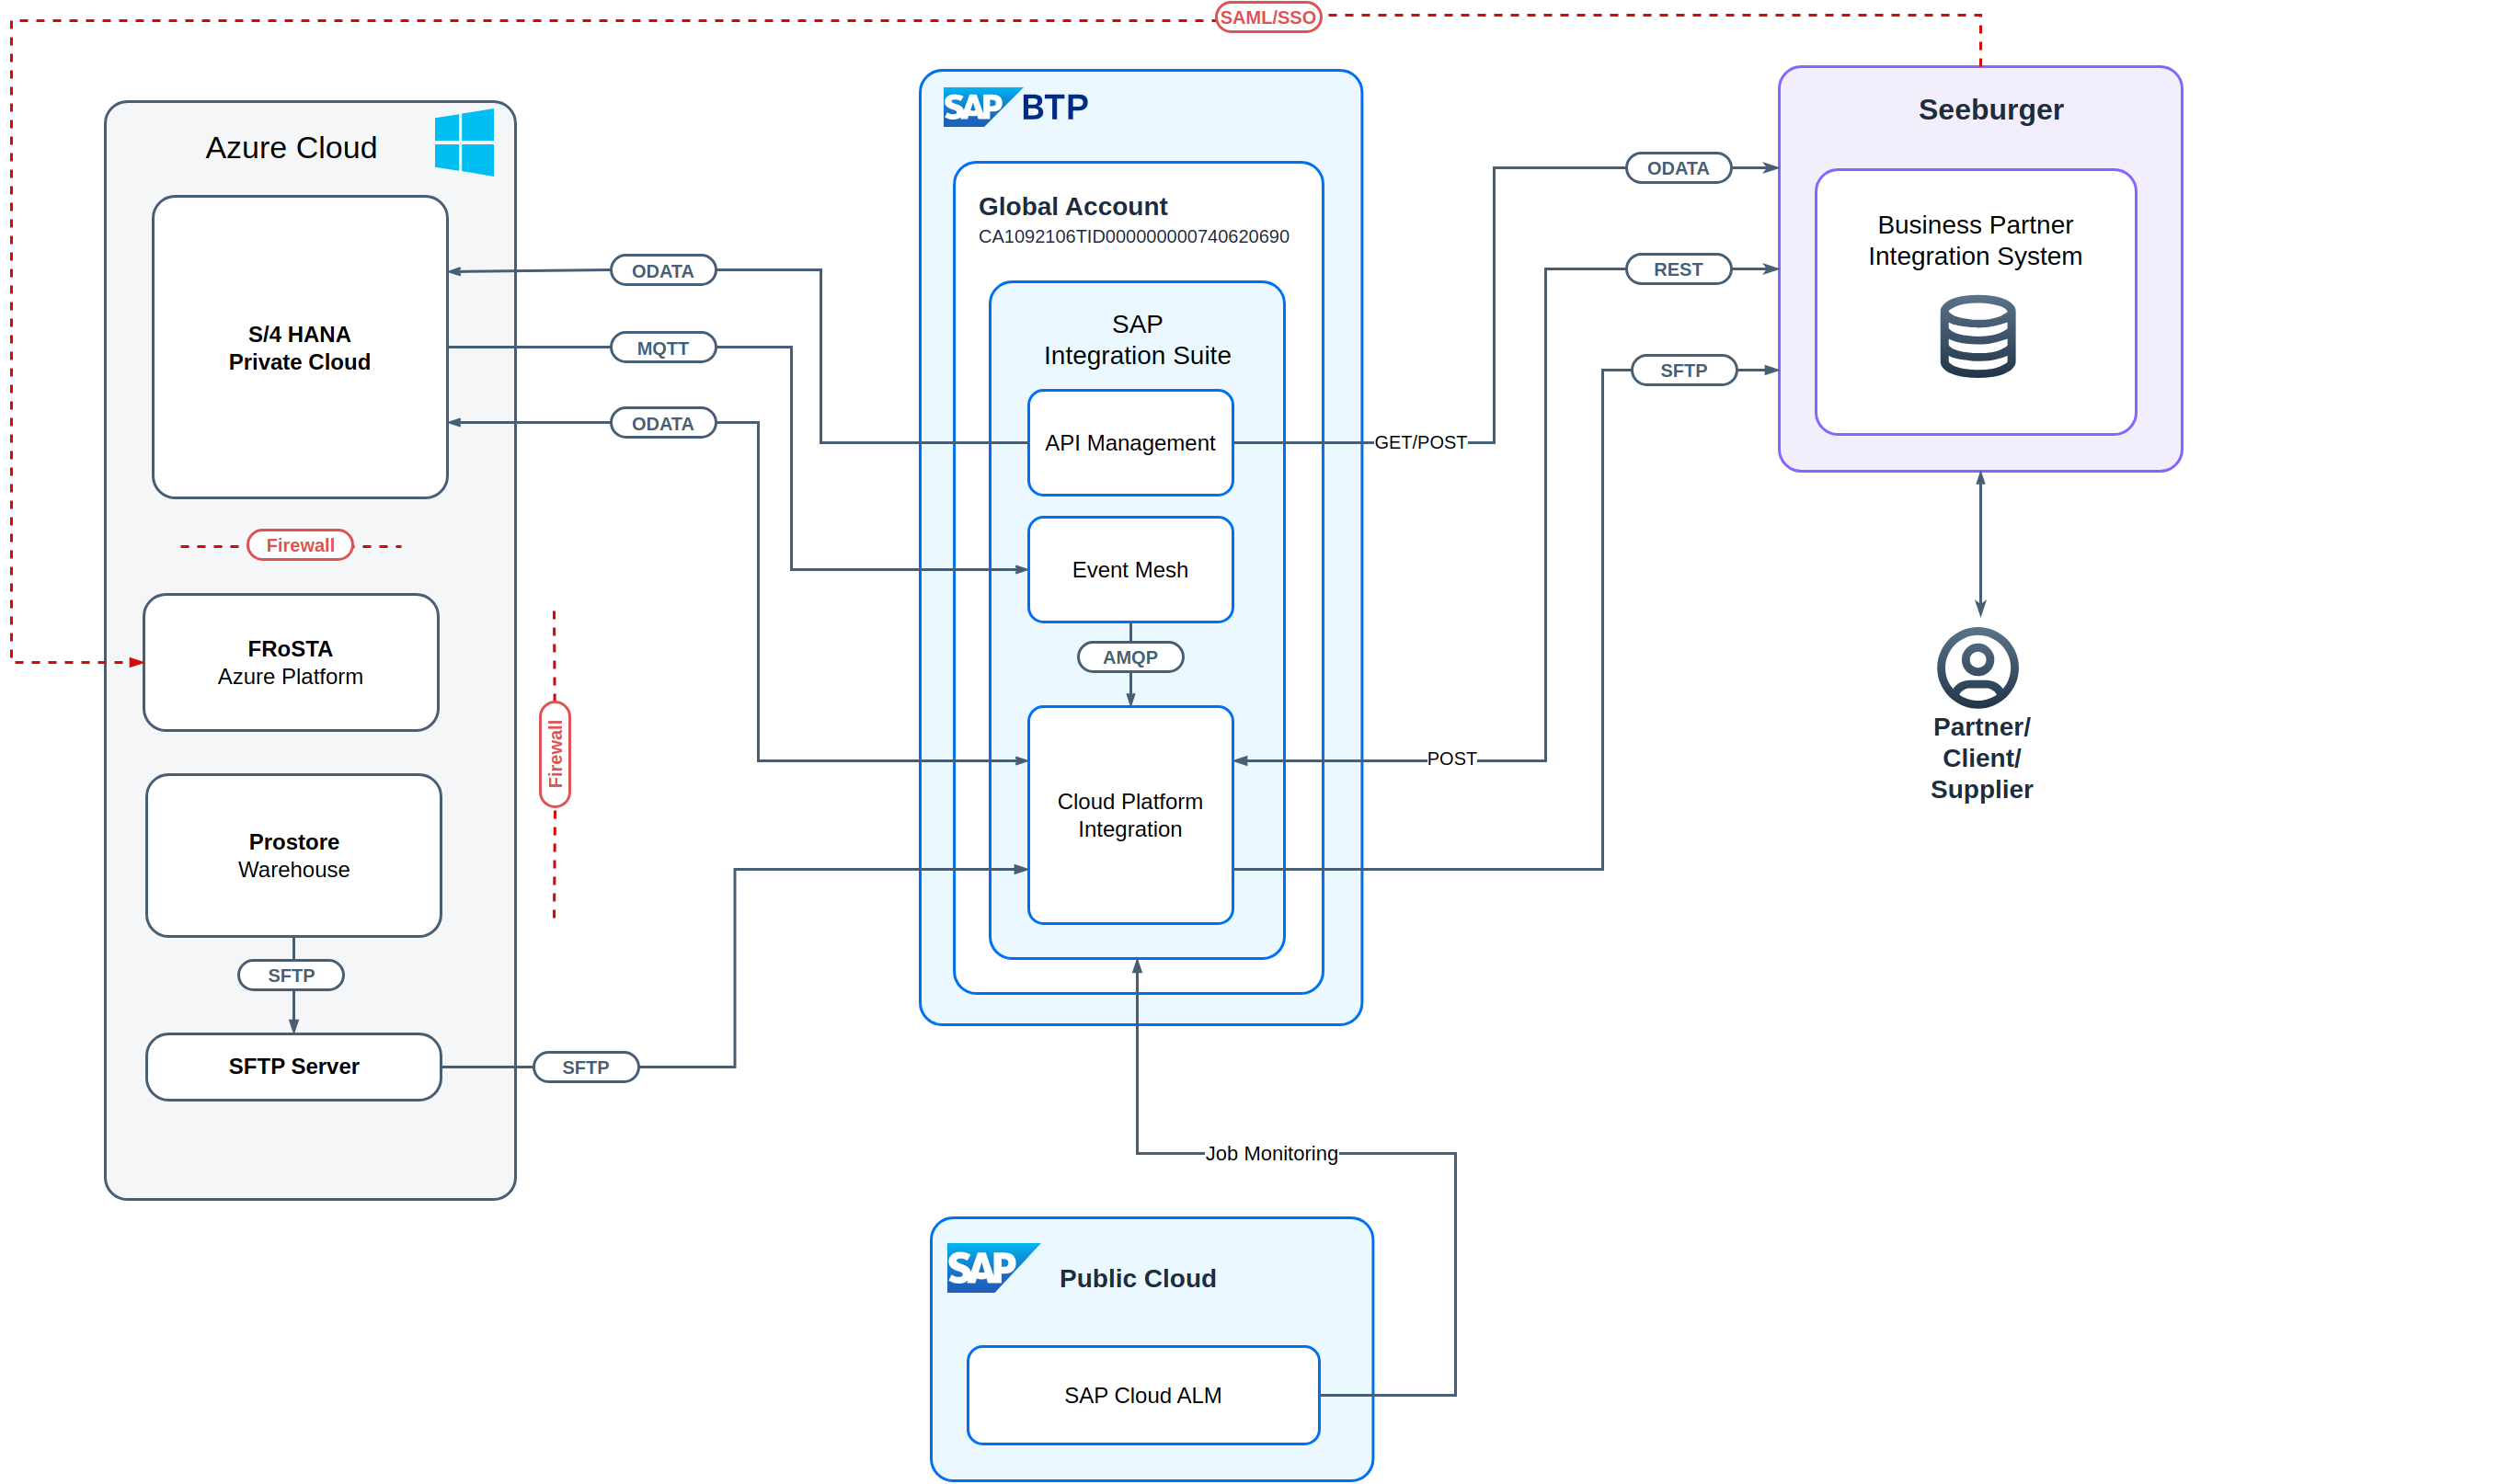 SAML/SSO
Azure Cloud
S/4 HANA
Private Cloud
Firewall
FRoSTA
Azure Platform
Prostore
Warehouse
SFTP
SFTP Server
Firewall
ODATA
MQTT
ODATA
SFTP
SAP BTP
Global Account
CA1092106TID000000000740620690
SAP
Integration Suite
API Management
Event Mesh
AMQP
Cloud Platform
Integration
GET/POST
POST
ODATA
REST
SFTP
Seeburger
Business Partner
Integration System
Partner/
Client/
Supplier
Job Monitoring
SAP Public Cloud
SAP Cloud ALM